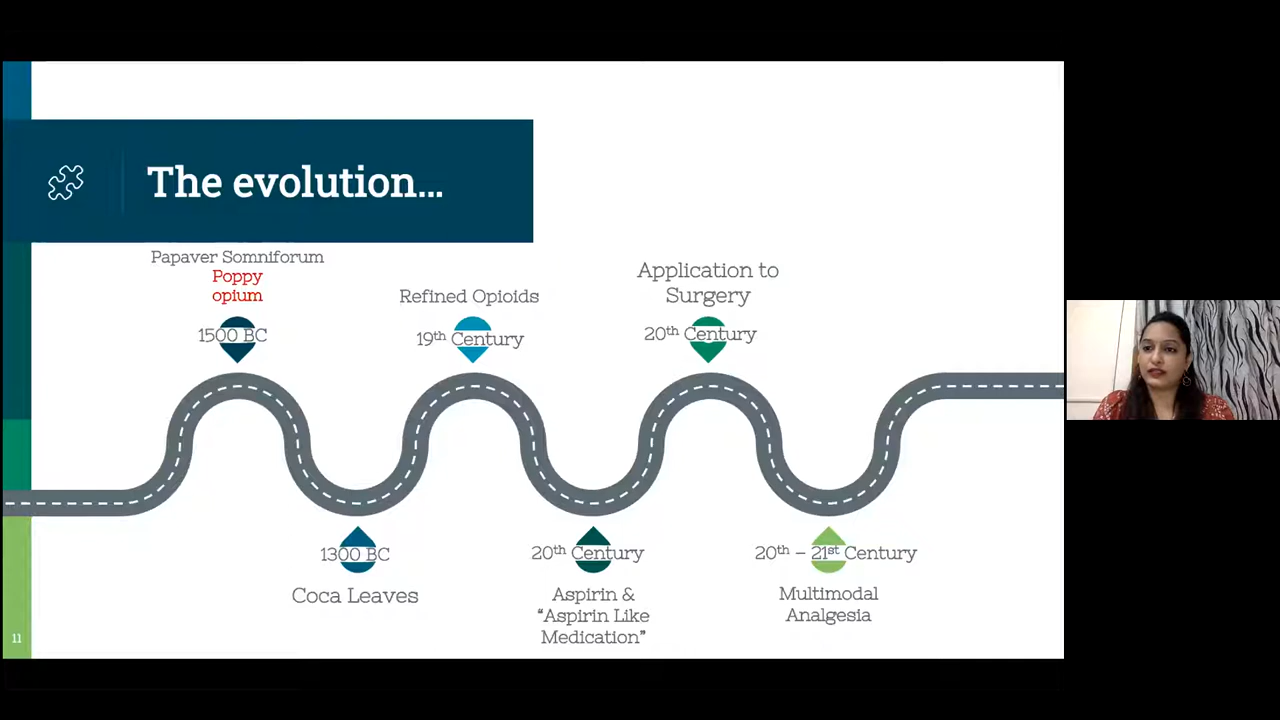 The evolution...
Papaver Somniforum
Poppy
opium
1500 BC
1300 BC
Coca Leaves
Refined Opioids
19th Century
20th Century
Aspirin &
“Aspirin Like
Medication”
Application to
Surgery
20th Century
20th – 21st Century
Multimodal
Analgesia
11